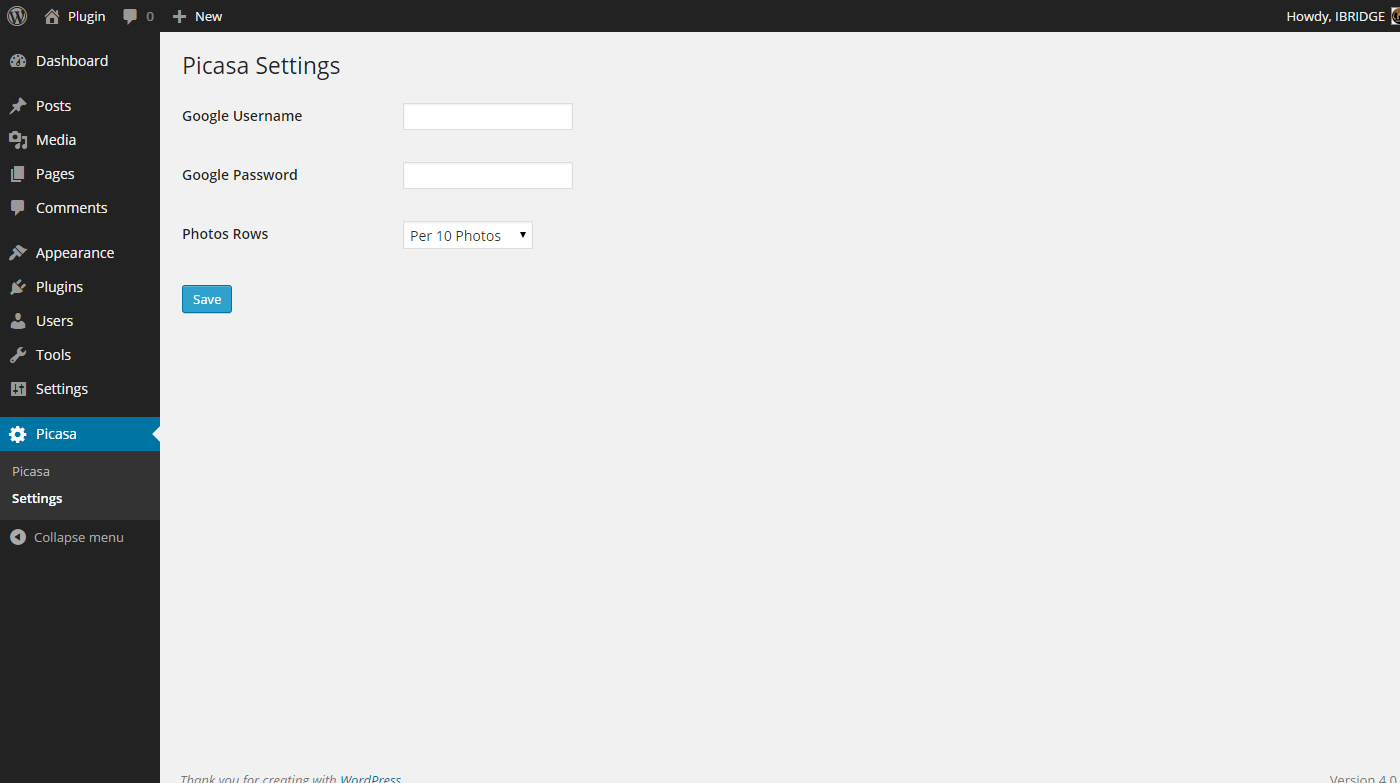 Plugin 0 New Howdy, IBRIDGE
Dashboard
Posts
Media
Pages
Comments
Appearance
Plugins
Users
Tools
Settings
Picasa
Picasa
Settings
Collapse menu
Picasa Settings
Google Username
Google Password
Photos Rows Per 10 Photos
Save
Thank you for creating with WordPress
Version 4.0